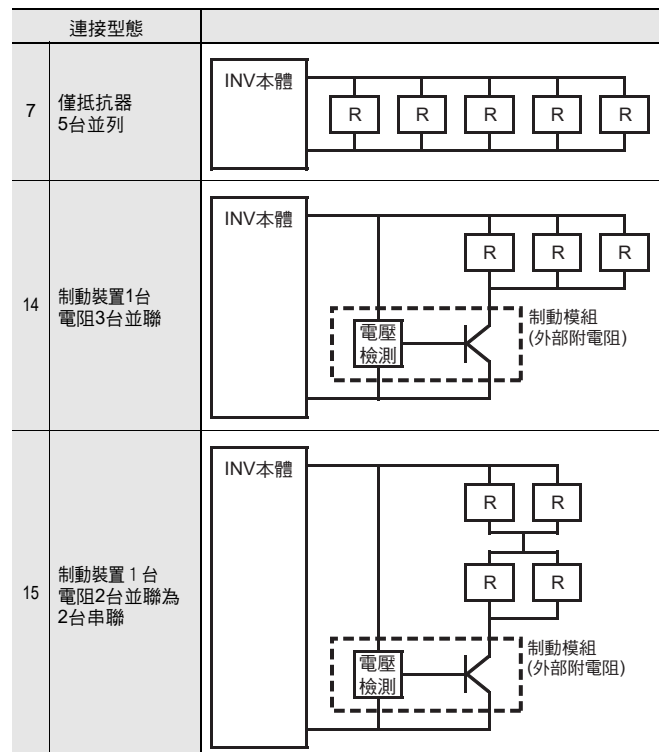 連接型態
7
僅抵抗器
5台並列
INV本體
R
R
R
R
R
14
制動裝置1台
電阻3台並聯
INV本體
R
R
R
電壓
檢測
制動模組
(外部附電阻)
15
制動裝置1台
電阻2台並聯為
2台串聯
INV本體
R
R
R
R
電壓
檢測
制動模組
(外部附電阻)